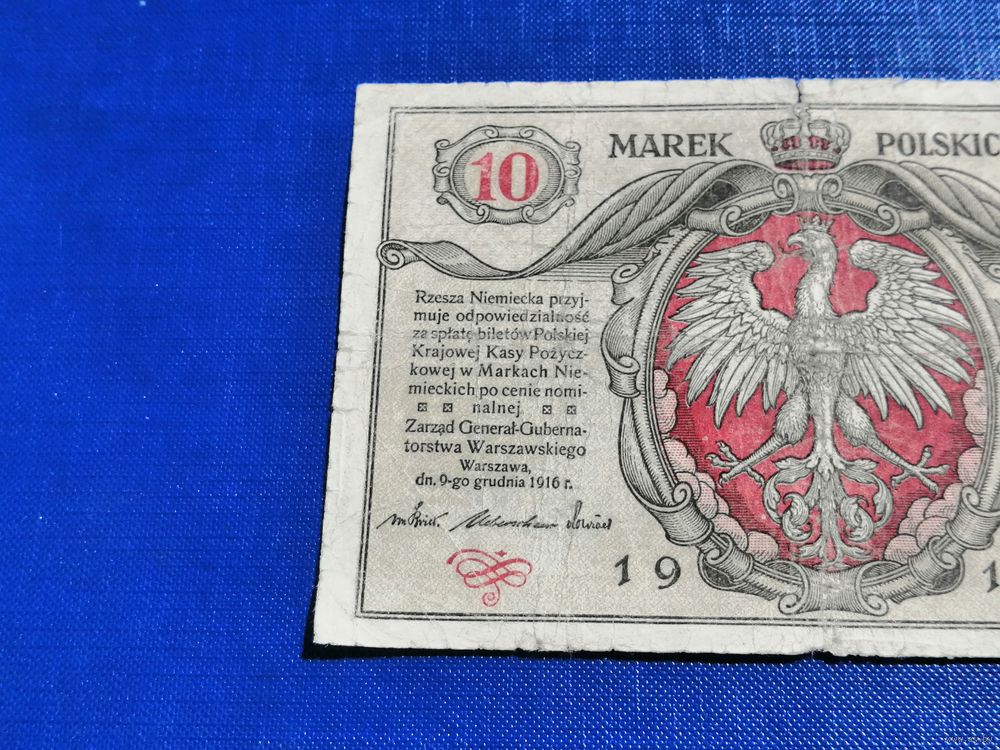 10
MAREK POLSKIC
Rzesza Niemiecka przyj-
muje odpowiedzialność
za spłatę biletów Polskiej
Krajowej Kasy Pożycz-
kowej w Markach Nie-
mieckich po cenie nomi-
nalnej
Zarząd Generał-Guberna-
torstwa Warszawskiego
Warszawa,
dn. 9-go grudnia 1916 r.
19 1